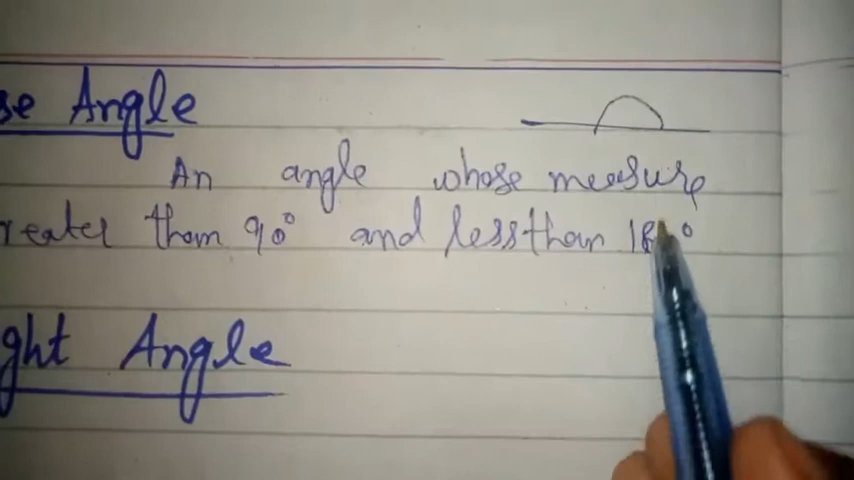 se Angle
An angle whose measure
reater than 90° and less than 180°
ght Angle